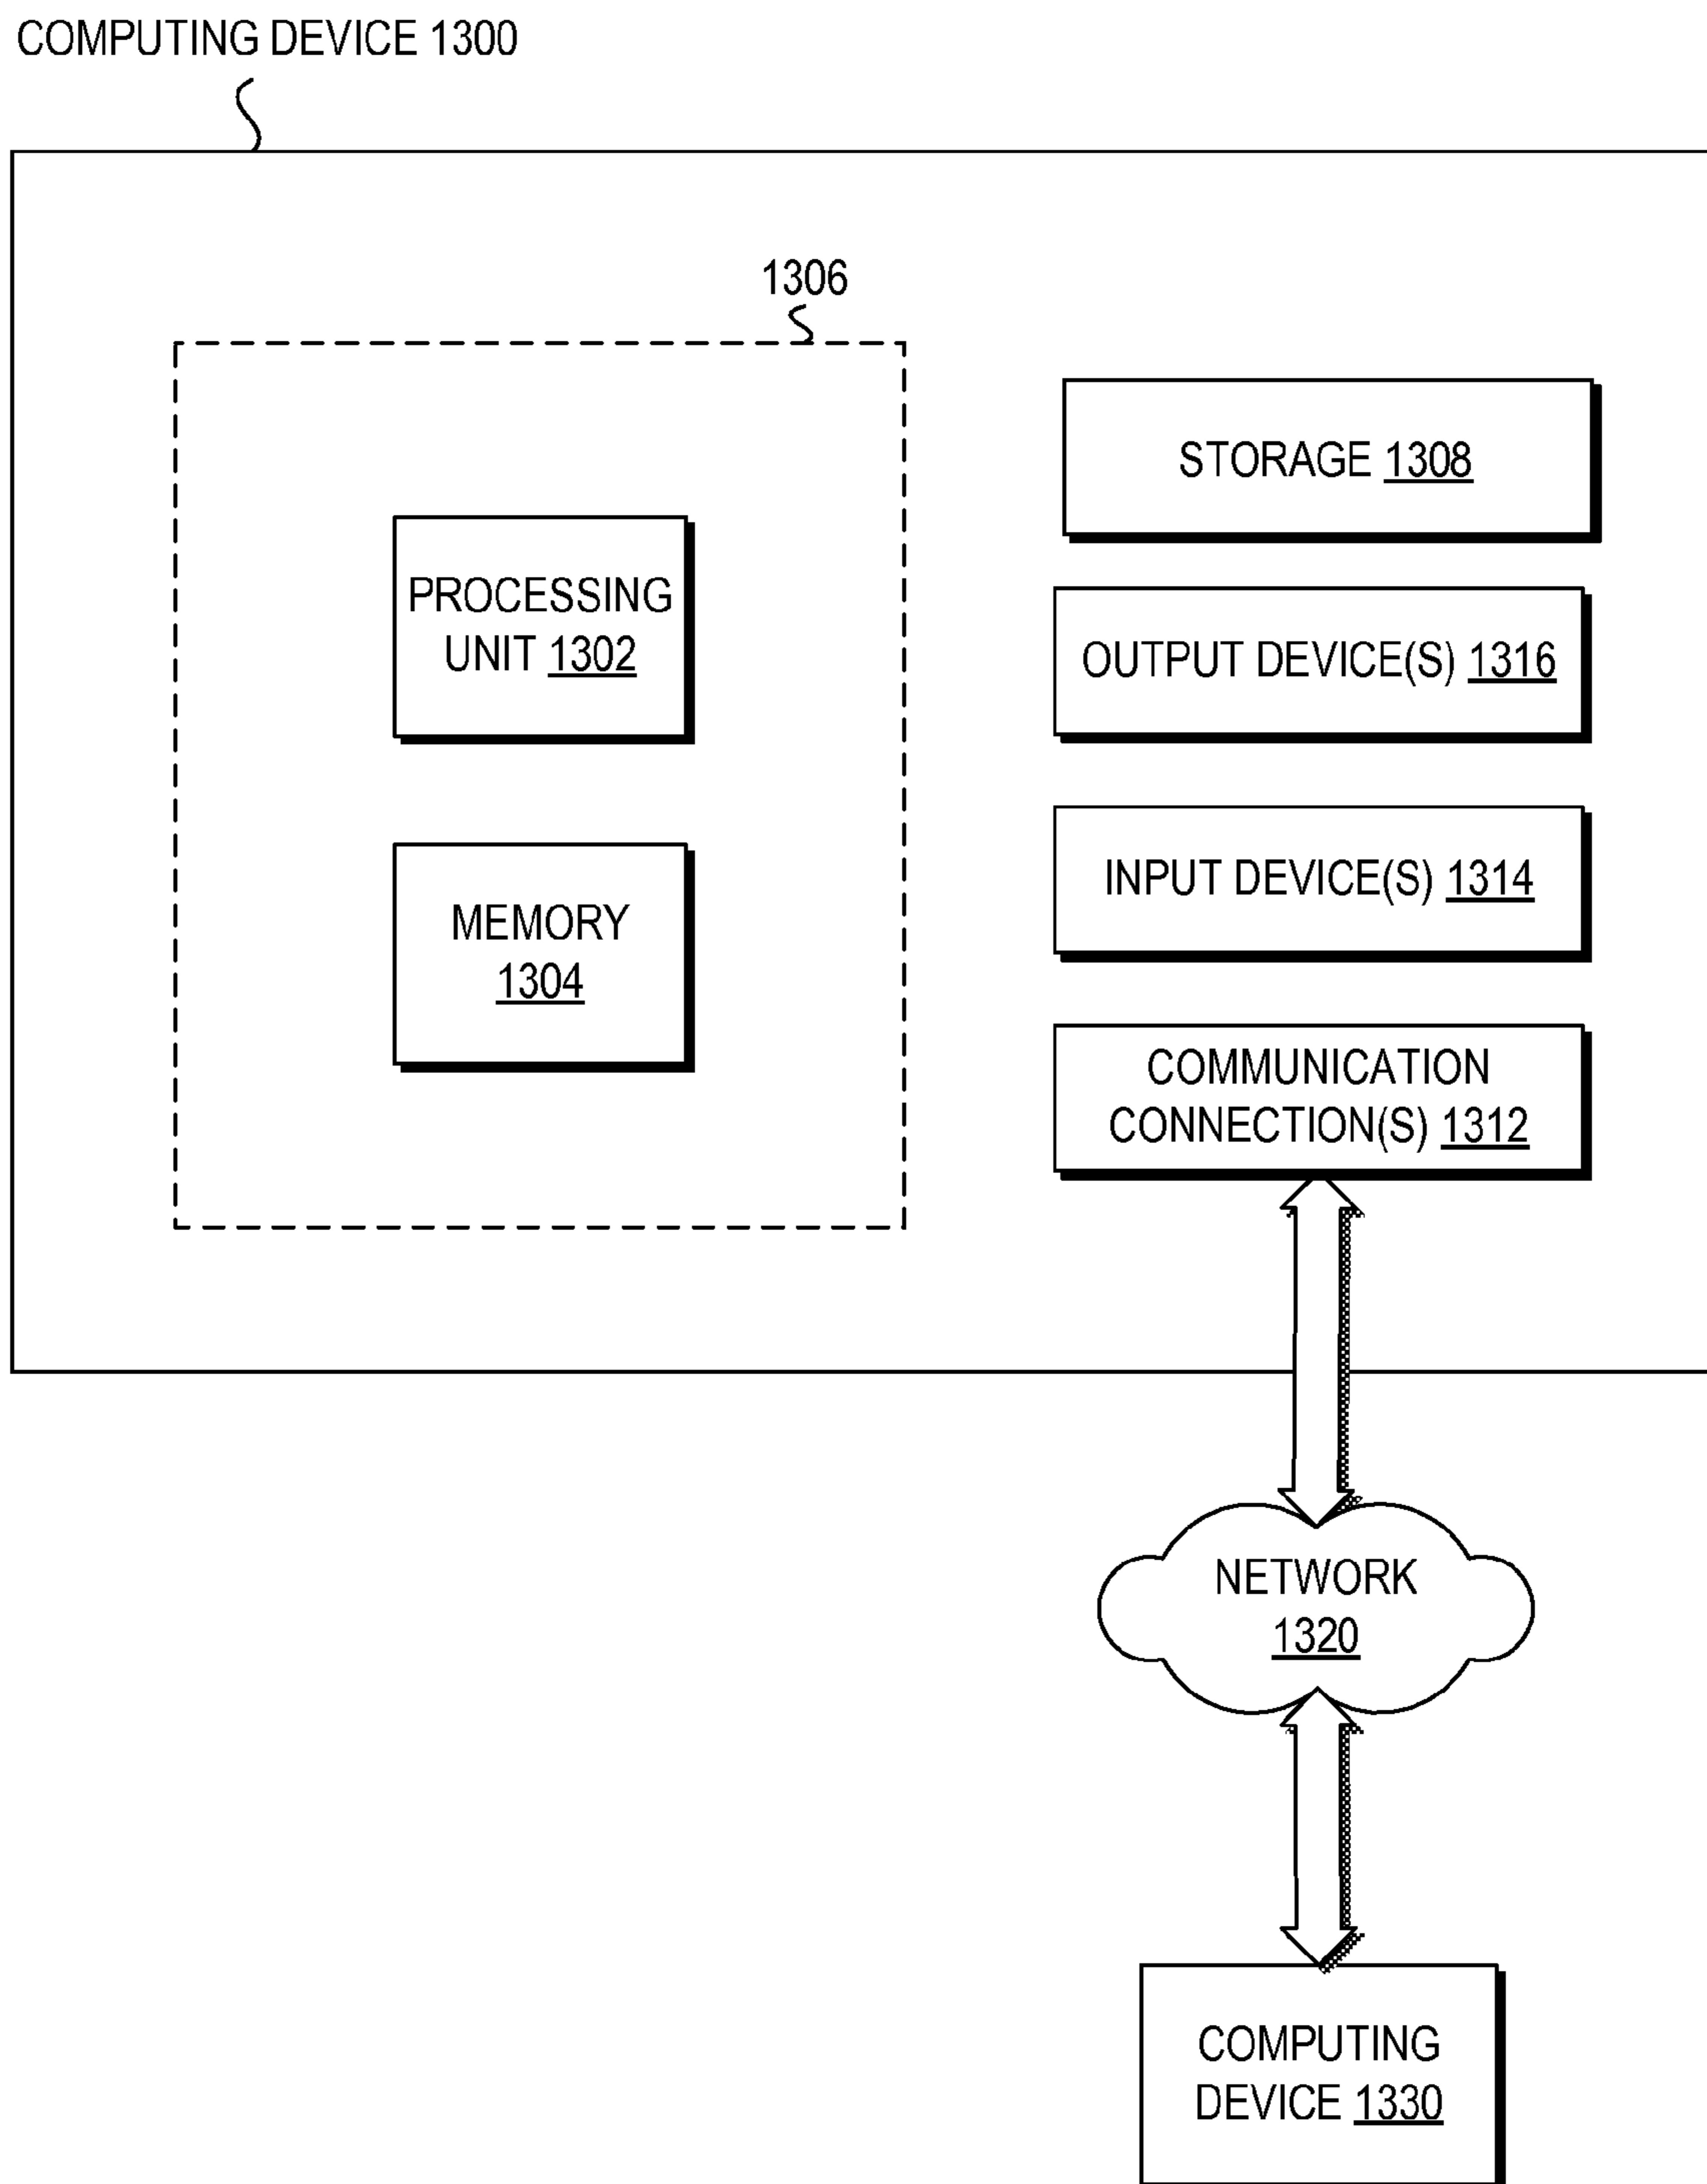 COMPUTING DEVICE 1300
1306
PROCESSING
UNIT 1302
MEMORY
1304
STORAGE 1308
OUTPUT DEVICE(S) 1316
INPUT DEVICE(S) 1314
COMMUNICATION
CONNECTION(S) 1312
NETWORK
1320
COMPUTING
DEVICE 1330